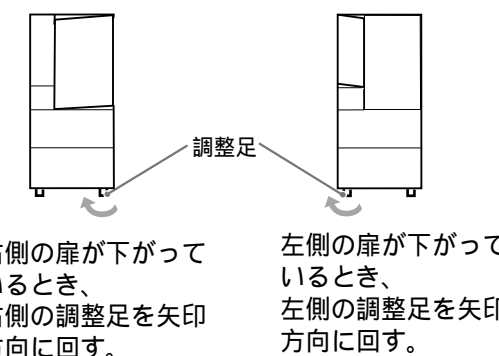 調整足
側の扉が下がって
いるとき、
側の調整足を矢印
方向に回す。
左側の扉が下がって
いるとき、
左側の調整足を矢印
方向に回す。